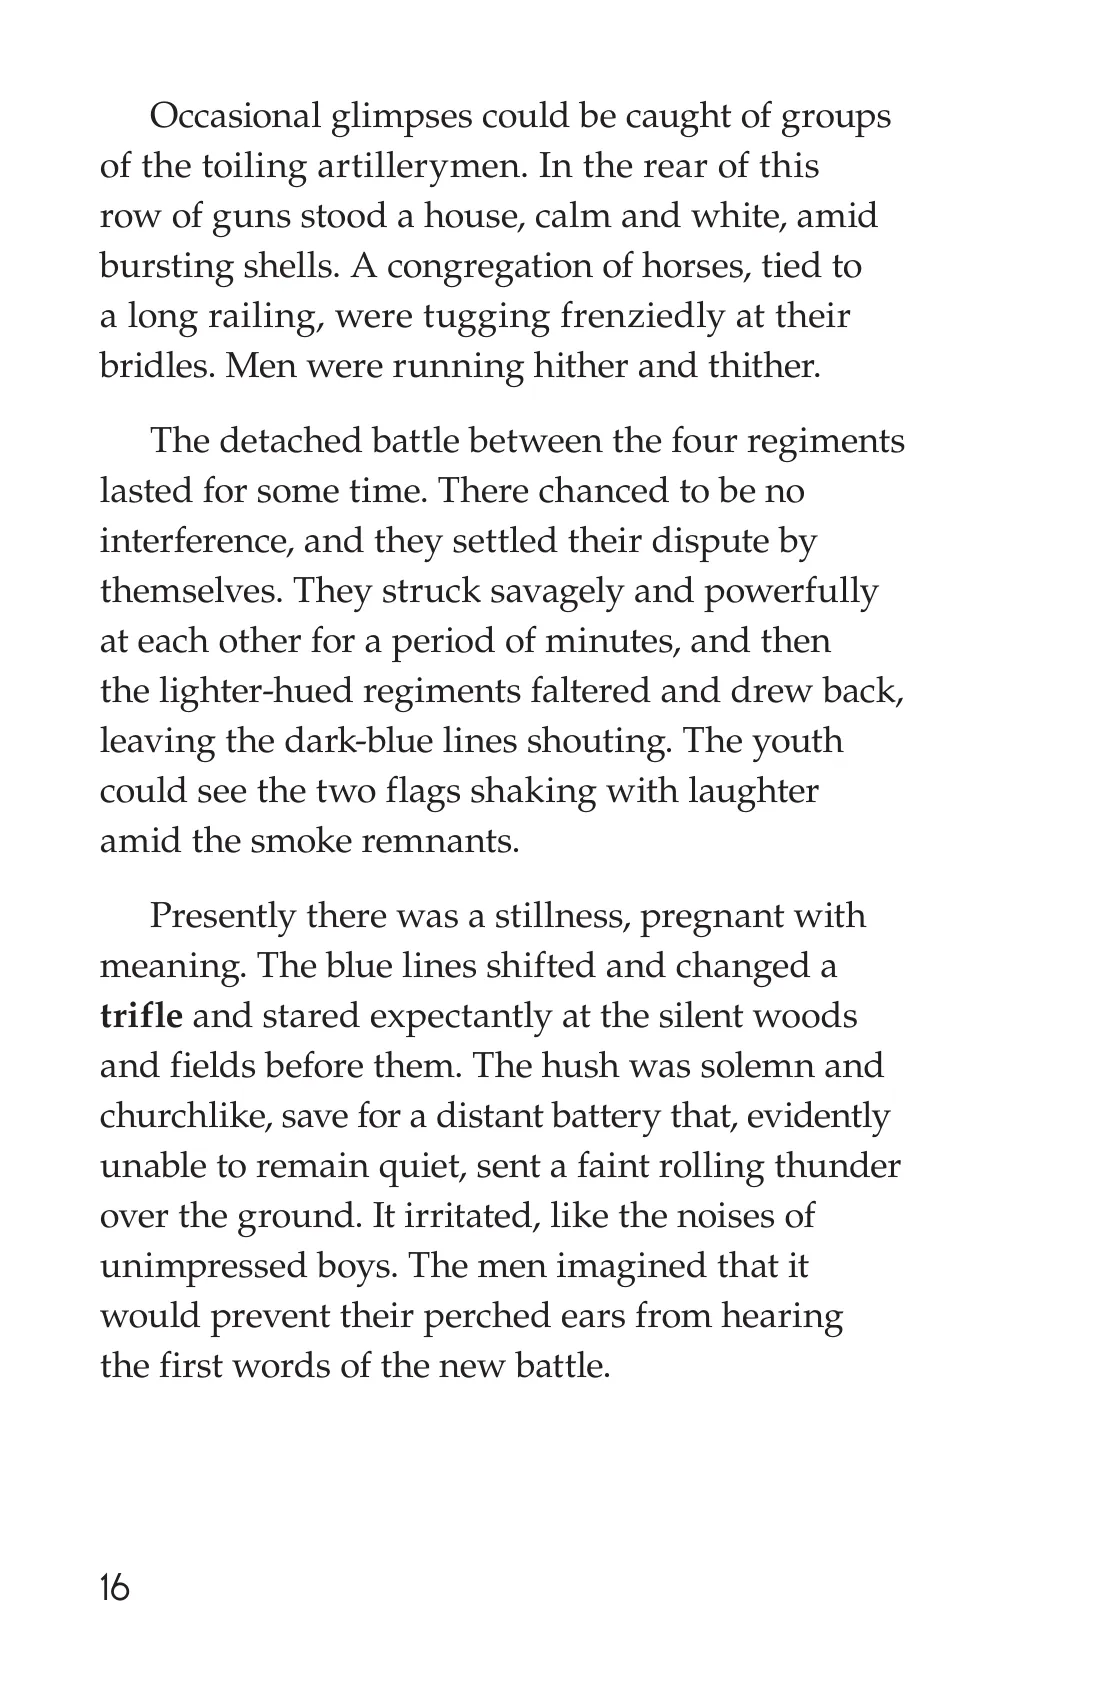 Occasional glimpses could be caught of groups
of the toiling artillerymen. In the rear of this
row of guns stood a house, calm and white, amid
bursting shells. A congregation of horses, tied to
a long railing, were tugging frenziedly at their
bridles. Men were running hither and thither.
The detached battle between the four regiments
lasted for some time. There chanced to be no
interference, and they settled their dispute by
themselves. They struck savagely and powerfully
at each other for a period of minutes, and then
the lighter-hued regiments faltered and drew back,
leaving the dark-blue lines shouting. The youth
could see the two flags shaking with laughter
amid the smoke remnants.
Presently there was a stillness, pregnant with
meaning. The blue lines shifted and changed a
trifle and stared expectantly at the silent woods
and fields before them. The hush was solemn and
churchlike, save for a distant battery that, evidently
unable to remain quiet, sent a faint rolling thunder
over the ground. It irritated, like the noises of
unimpressed boys. The men imagined that it
would prevent their perched ears from hearing
the first words of the new battle.
16